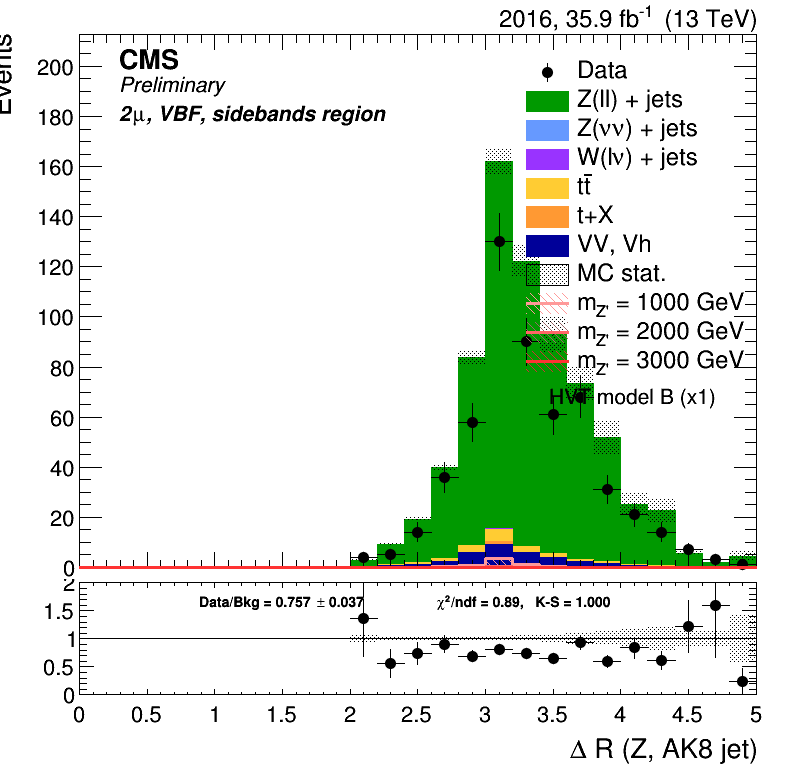 2016, 35.9 fb⁻¹ (13 TeV)
Events
CMS
Preliminary
2μ, VBF, sidebands region
Data
Z(ll) + jets
Z(νν) + jets
W(lν) + jets
tt̄
t+X
VV, Vh
MC stat.
m_Z' = 1000 GeV
m_Z' = 2000 GeV
m_Z' = 3000 GeV
HVT model B (x1)
200
180
160
140
120
100
80
60
40
20
0
2
1.5
1
0.5
0
Data/Bkg = 0.757 ± 0.037
χ²/ndf = 0.89, K-S = 1.000
0 0.5 1 1.5 2 2.5 3 3.5 4 4.5 5
Δ R (Z, AK8 jet)